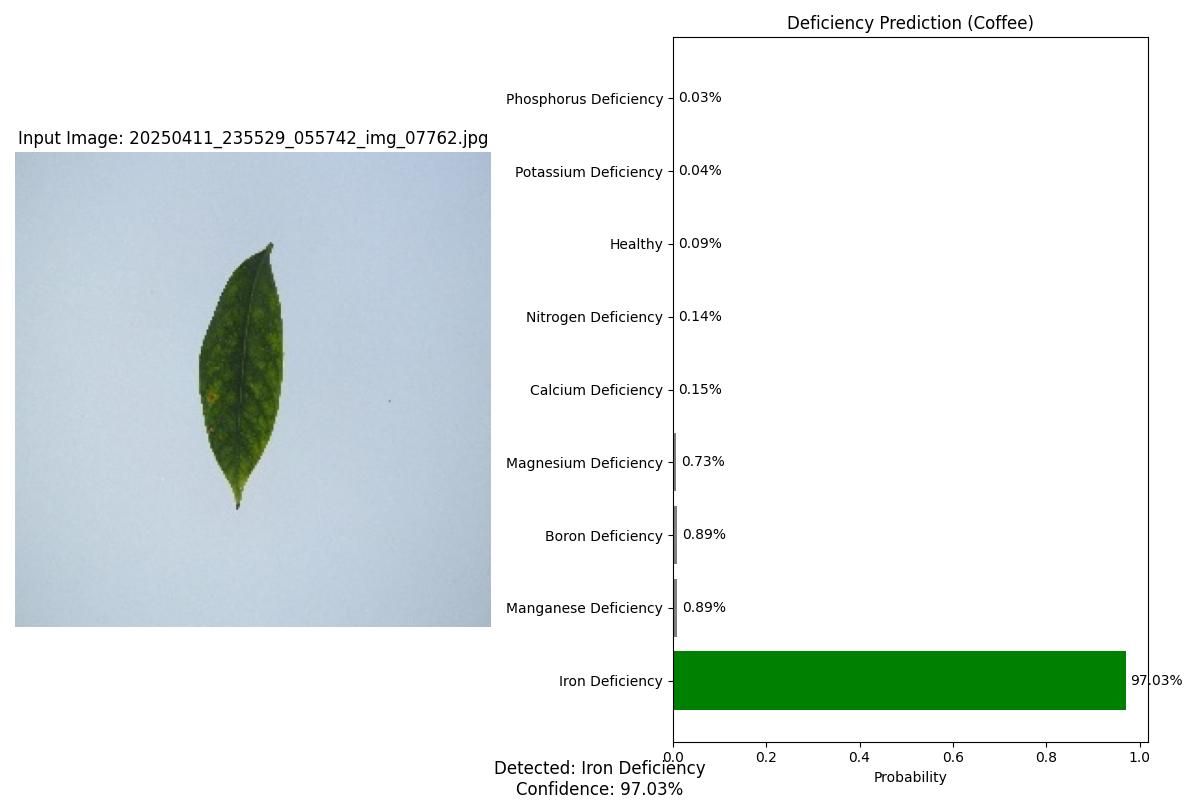 Deficiency Prediction (Coffee)
Input Image: 20250411_235529_055742_img_07762.jpg
Phosphorus Deficiency 0.03%
Potassium Deficiency 0.04%
Healthy 0.09%
Nitrogen Deficiency 0.14%
Calcium Deficiency 0.15%
Magnesium Deficiency 0.73%
Boron Deficiency 0.89%
Manganese Deficiency 0.89%
Iron Deficiency 97.03%
0.0 0.2 0.4 0.6 0.8 1.0
Probability
Detected: Iron Deficiency
Confidence: 97.03%